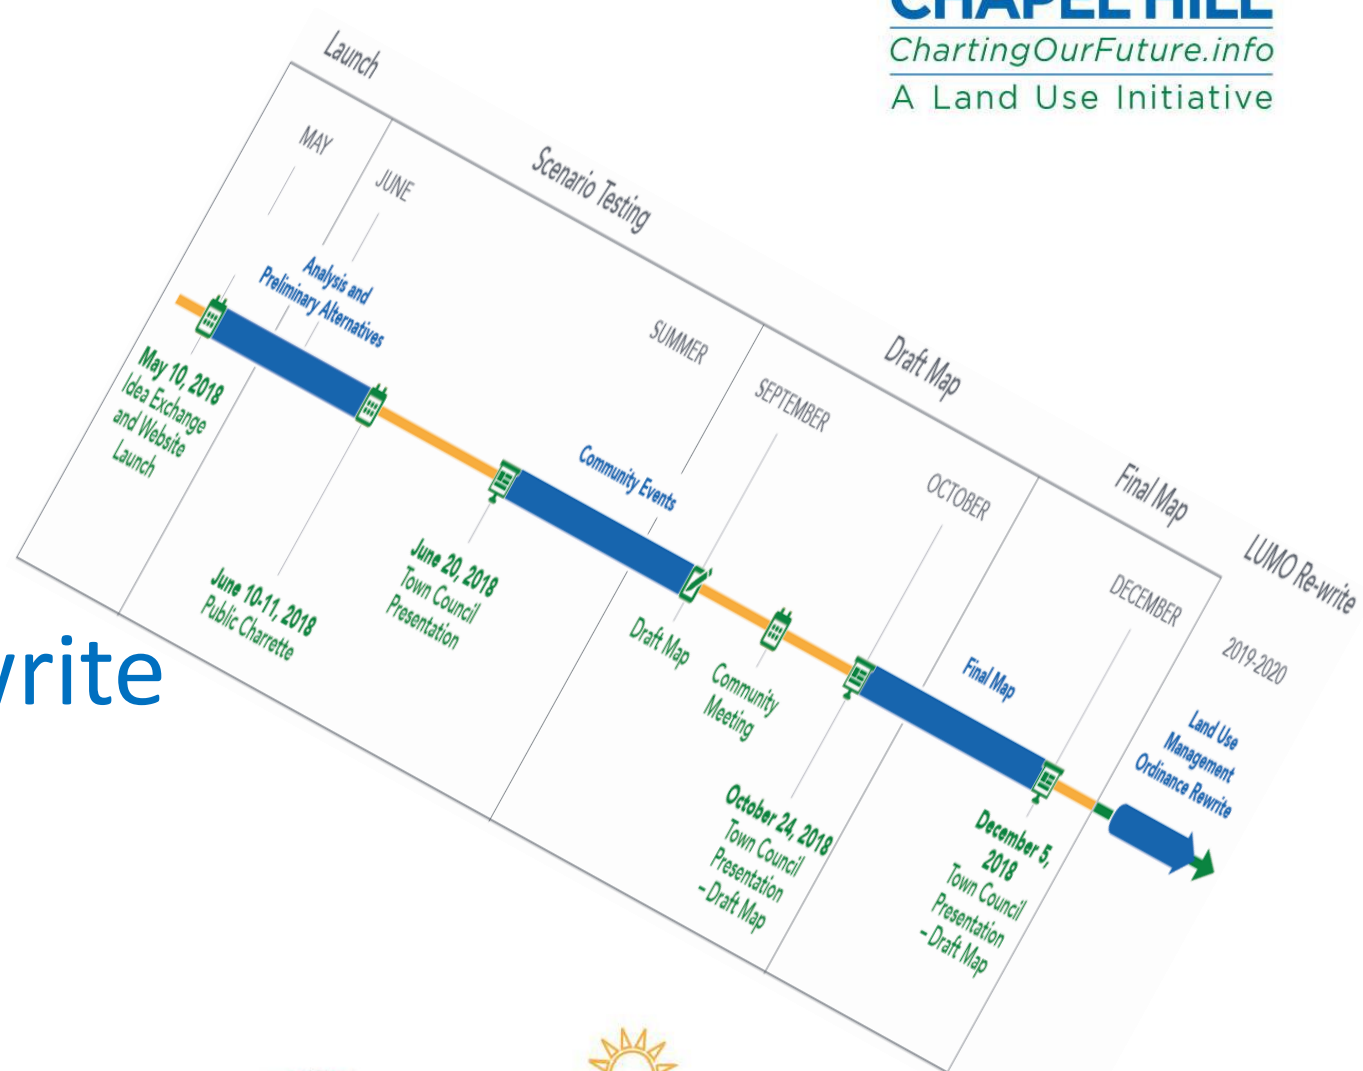 CHAPEL HILL
ChartingOurFuture.info
A Land Use Initiative
Launch
Scenario Testing
Draft Map
Final Map
LUMO Re-write
MAY
JUNE
SUMMER
SEPTEMBER
OCTOBER
DECEMBER
2019-2020
Analysis and
Preliminary Alternatives
Community Events
Final Map
Land Use
Management
Ordinance Rewrite
May 10, 2018
Idea Exchange
and Website
Launch
June 10-11, 2018
Public Charrette
June 20, 2018
Town Council
Presentation
Draft Map
Community
Meeting
October 24, 2018
Town Council
Presentation
– Draft Map
December 5,
2018
Town Council
Presentation
– Draft Map
write